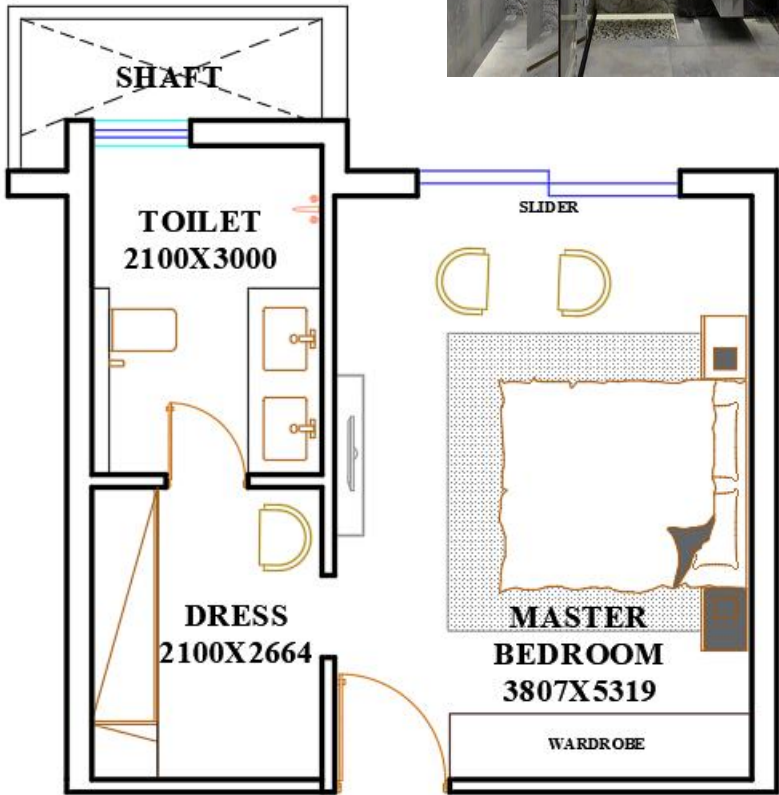 SHAFT
TOILET
2100X3000
SLIDER
DRESS
2100X2664
MASTER
BEDROOM
3807X5319
WARDROBE